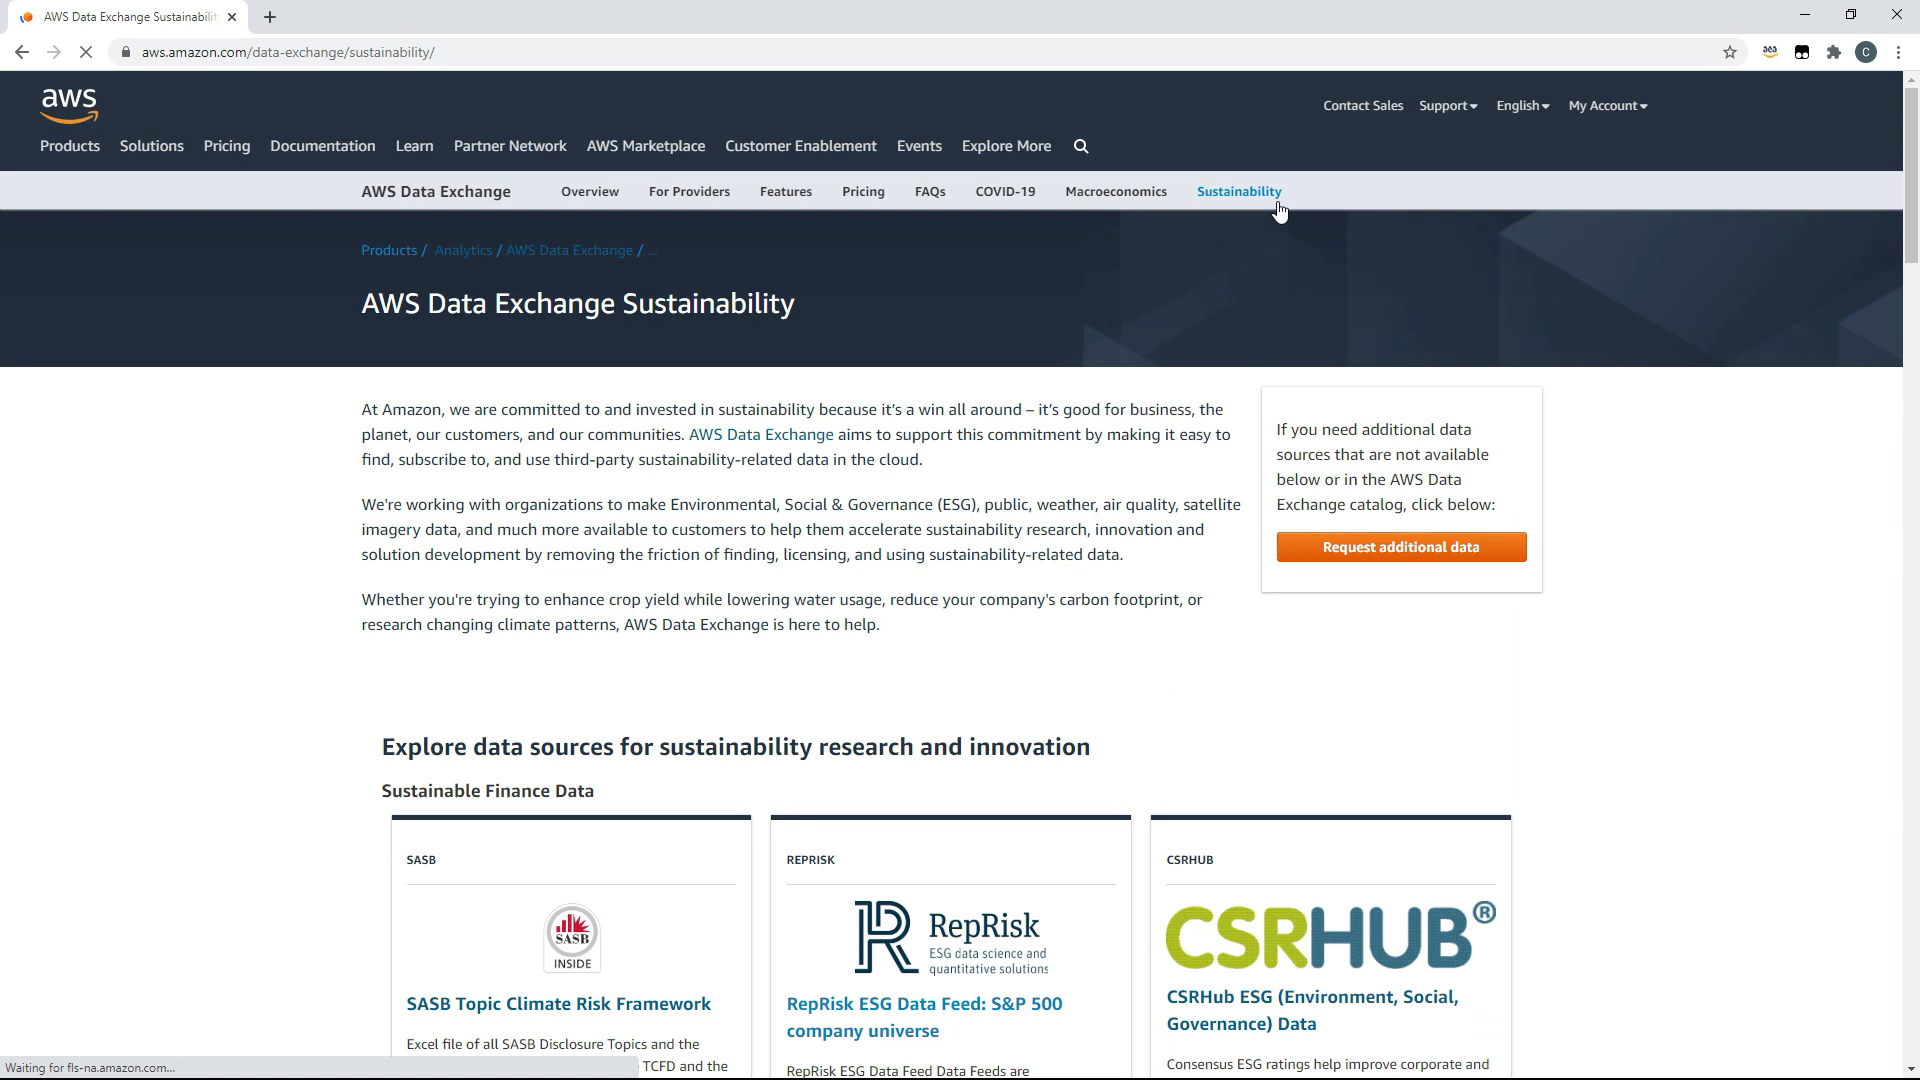 AWS Data Exchange Sustainabilit
aws.amazon.com/data-exchange/sustainability/
C
aws
Contact Sales Support English My Account
Products Solutions Pricing Documentation Learn Partner Network AWS Marketplace Customer Enablement Events Explore More
AWS Data Exchange Overview For Providers Features Pricing FAQs COVID-19 Macroeconomics Sustainability
Products / Analytics / AWS Data Exchange / ...
AWS Data Exchange Sustainability
At Amazon, we are committed to and invested in sustainability because it's a win all around – it's good for business, the
planet, our customers, and our communities. AWS Data Exchange aims to support this commitment by making it easy to
find, subscribe to, and use third-party sustainability-related data in the cloud.
We're working with organizations to make Environmental, Social & Governance (ESG), public, weather, air quality, satellite
imagery data, and much more available to customers to help them accelerate sustainability research, innovation and
solution development by removing the friction of finding, licensing, and using sustainability-related data.
Whether you're trying to enhance crop yield while lowering water usage, reduce your company's carbon footprint, or
research changing climate patterns, AWS Data Exchange is here to help.
If you need additional data
sources that are not available
below or in the AWS Data
Exchange catalog, click below:
Request additional data
Explore data sources for sustainability research and innovation
Sustainable Finance Data
SASB
SASB
INSIDE
SASB Topic Climate Risk Framework
Excel file of all SASB Disclosure Topics and the
TCFD and the
REPRISK
RepRisk
ESG data science and
quantitative solutions
RepRisk ESG Data Feed: S&P 500
company universe
RepRisk ESG Data Feed Data Feeds are
CSRHUB
CSRHUB®
CSRHub ESG (Environment, Social,
Governance) Data
Consensus ESG ratings help improve corporate and
Waiting for fls-na.amazon.com...